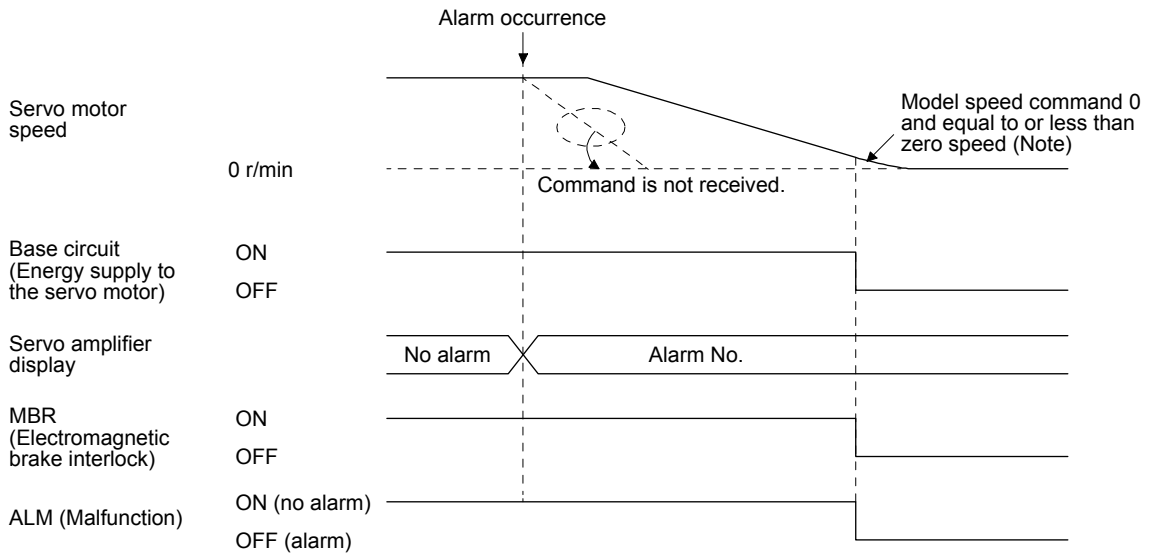 Alarm occurrence
Servo motor
speed
0 r/min
Model speed command 0
and equal to or less than
zero speed (Note)
Command is not received.
Base circuit
(Energy supply to
the servo motor)
ON
OFF
Servo amplifier
display
No alarm
Alarm No.
MBR
(Electromagnetic
brake interlock)
ON
OFF
ALM (Malfunction)
ON (no alarm)
OFF (alarm)